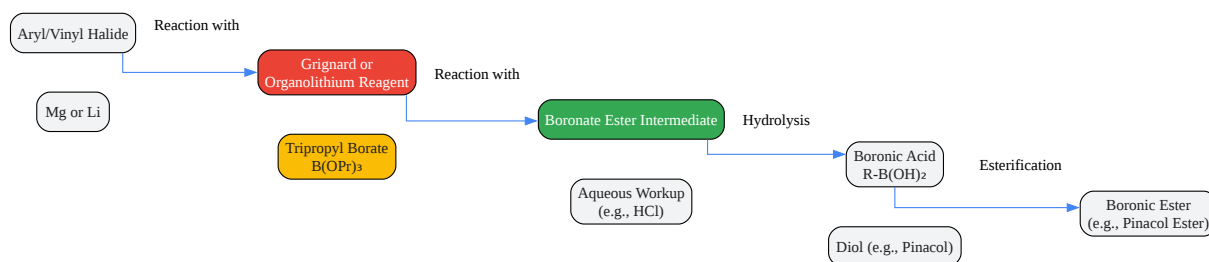 Aryl/Vinyl Halide
Reaction with
Mg or Li
Grignard or
Organolithium Reagent
Reaction with
Tripropyl Borate
B(OPr)₃
Boronate Ester Intermediate
Hydrolysis
Aqueous Workup
(e.g., HCl)
Boronic Acid
R-B(OH)₂
Esterification
Diol (e.g., Pinacol)
Boronic Ester
(e.g., Pinacol Ester)